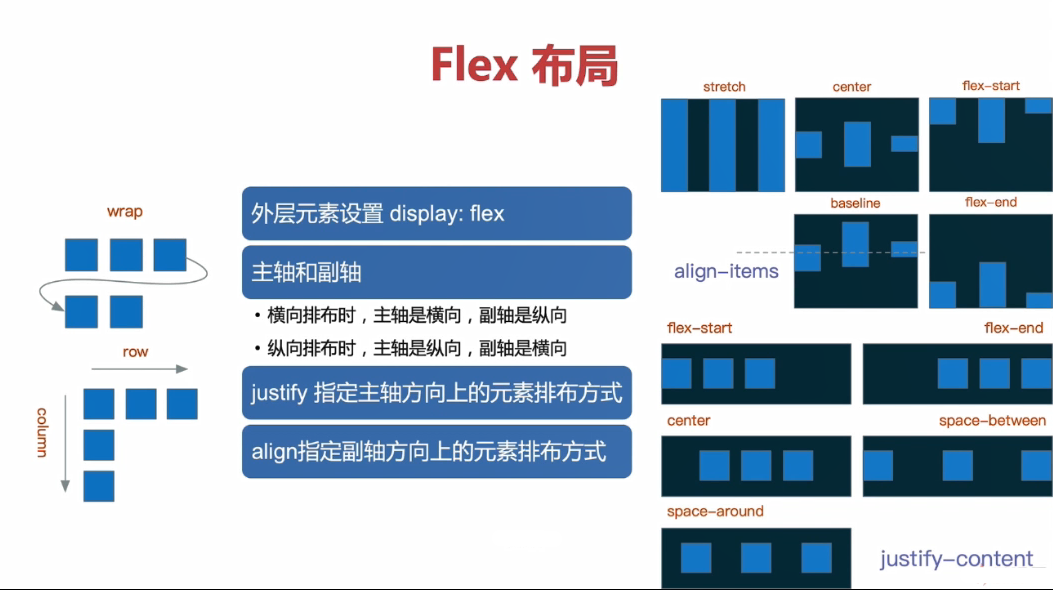 Flex 布局
wrap
row
column
外层元素设置 display: flex
主轴和副轴
• 横向排布时，主轴是横向，副轴是纵向
• 纵向排布时，主轴是纵向，副轴是横向
justify 指定主轴方向上的元素排布方式
align指定副轴方向上的元素排布方式
stretch
center
flex-start
baseline
flex-end
align-items
flex-start
flex-end
center
space-between
space-around
justify-content